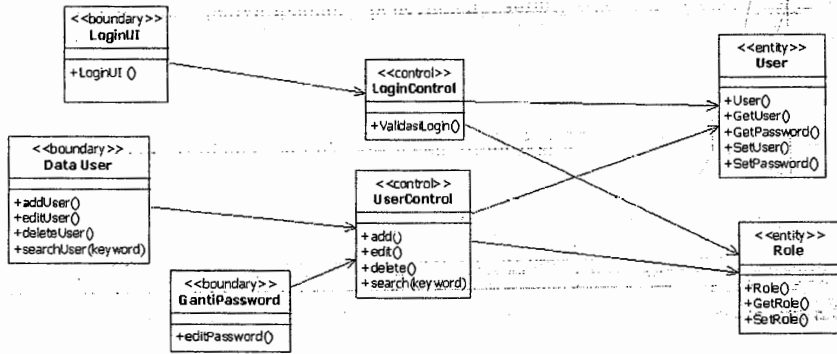 <<boundary>>
LoginUI
+LoginUI ()
<<control>>
LoginControl
+ValidasiLogin()
<<entity>>
User
+User()
+GetUser()
+GetPassword()
+SetUser()
+SetPassword()
<<boundary>>
Data User
+addUser()
+editUser()
+deleteUser()
+searchUser(keyword)
<<control>>
UserControl
+add()
+edit()
+delete()
+search(keyword)
<<boundary>>
GantiPassword
+editPassword()
<<entity>>
Role
+Role()
+GetRole()
+SetRole()